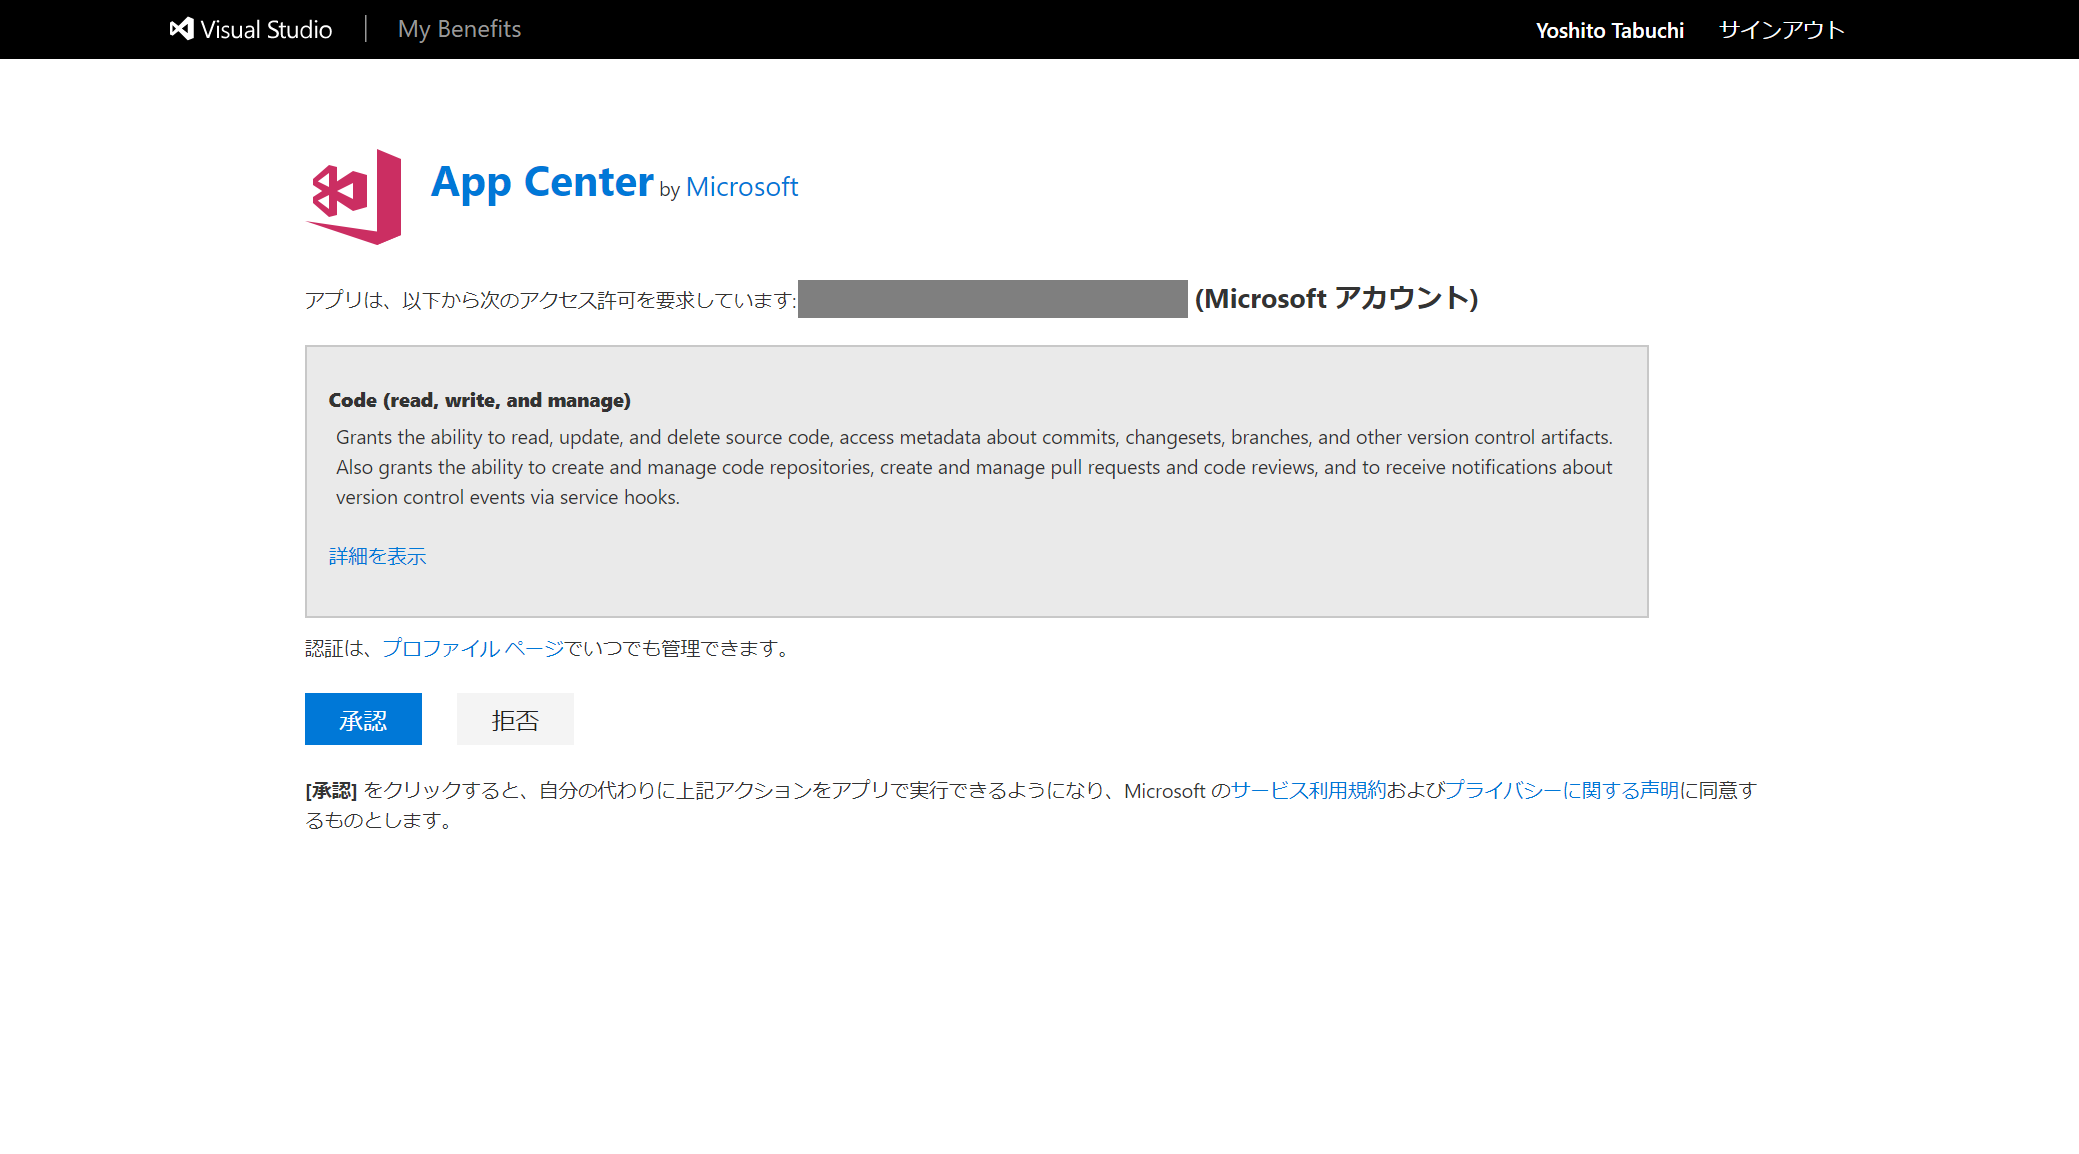 Visual Studio | My Benefits Yoshito Tabuchi サインアウト
App Center by Microsoft
アプリは、以下から次のアクセス許可を要求しています: (Microsoft アカウント)
Code (read, write, and manage)
Grants the ability to read, update, and delete source code, access metadata about commits, changesets, branches, and other version control artifacts.
Also grants the ability to create and manage code repositories, create and manage pull requests and code reviews, and to receive notifications about
version control events via service hooks.
詳細を表示
認証は、プロファイル ページでいつでも管理できます。
承認 拒否
[承認] をクリックすると、自分の代わりに上記アクションをアプリで実行できるようになり、Microsoft のサービス利用規約およびプライバシーに関する声明に同意す
るものとします。